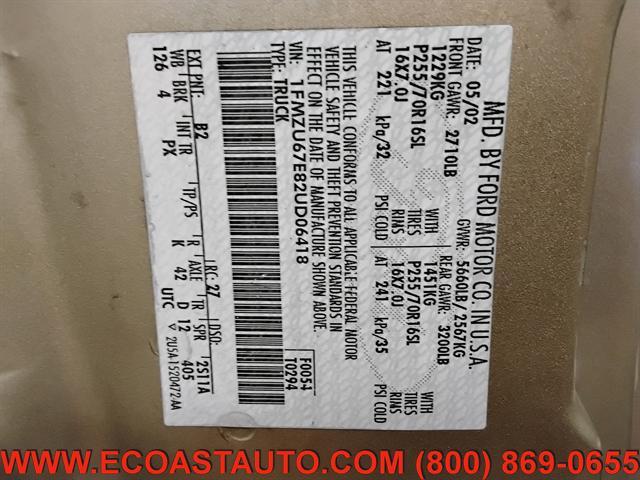 MFD. BY FORD MOTOR CO. IN U.S.A.
DATE: 05/02 GVWR: 5660LB/ 2567KG
FRONT GAWR: 2710LB REAR GAWR: 3200LB
1229KG WITH 1451KG WITH
P255/70R16SL TIRES P255/70R16SL TIRES
16X7.0J RIMS 16X7.0J RIMS
AT 221 kPa/32 PSI COLD AT 241 kPa/35 PSI COLD
THIS VEHICLE CONFORMS TO ALL APPLICABLE FEDERAL MOTOR
VEHICLE SAFETY AND THEFT PREVENTION STANDARDS IN
EFFECT ON THE DATE OF MANUFACTURE SHOWN ABOVE.
VIN: 1FMZU67E82UD06418 F0054
TYPE: TRUCK T0294
EXT PNT: B2 RC: 27 DSO:
WB BRK INT TR TP/PS R AXLE TR SPR 2S11A
126 4 PX K 42 D 12 405
UTC 2U5A 1520472 AA
WWW.ECOASTAUTO.COM (800) 869-0655